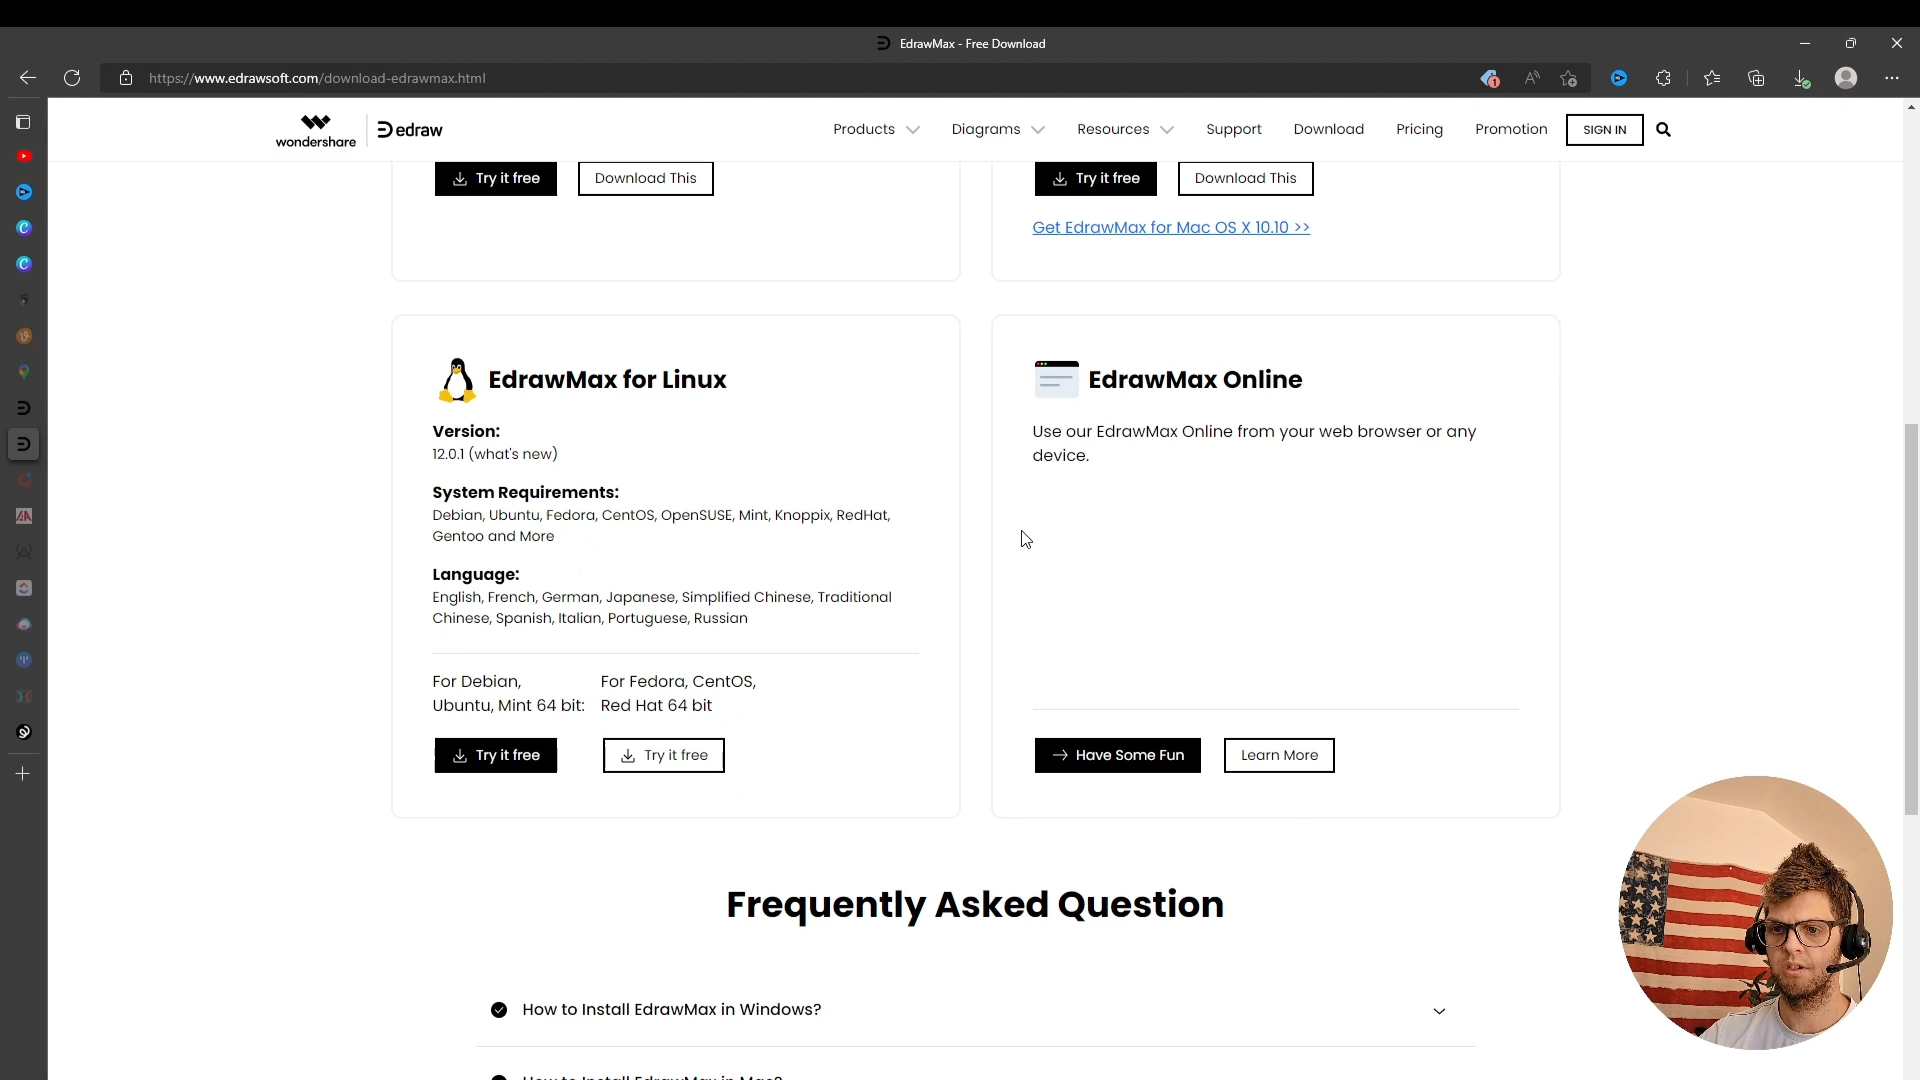 EdrawMax - Free Download
https://www.edrawsoft.com/download-edrawmax.html
1
wondershare
edraw
Products
Diagrams
Resources
Support
Download
Pricing
Promotion
SIGN IN
Try it free
Download This
Try it free
Download This
Get EdrawMax for Mac OS X 10.10 >>
EdrawMax for Linux
Version:
12.0.1 (what's new)
System Requirements:
Debian, Ubuntu, Fedora, CentOS, OpenSUSE, Mint, Knoppix, RedHat,
Gentoo and More
Language:
English, French, German, Japanese, Simplified Chinese, Traditional
Chinese, Spanish, Italian, Portuguese, Russian
For Debian,
Ubuntu, Mint 64 bit:
For Fedora, CentOS,
Red Hat 64 bit
Try it free
Try it free
EdrawMax Online
Use our EdrawMax Online from your web browser or any
device.
Have Some Fun
Learn More
Frequently Asked Question
How to Install EdrawMax in Windows?
How to Install EdrawMax in Mac?